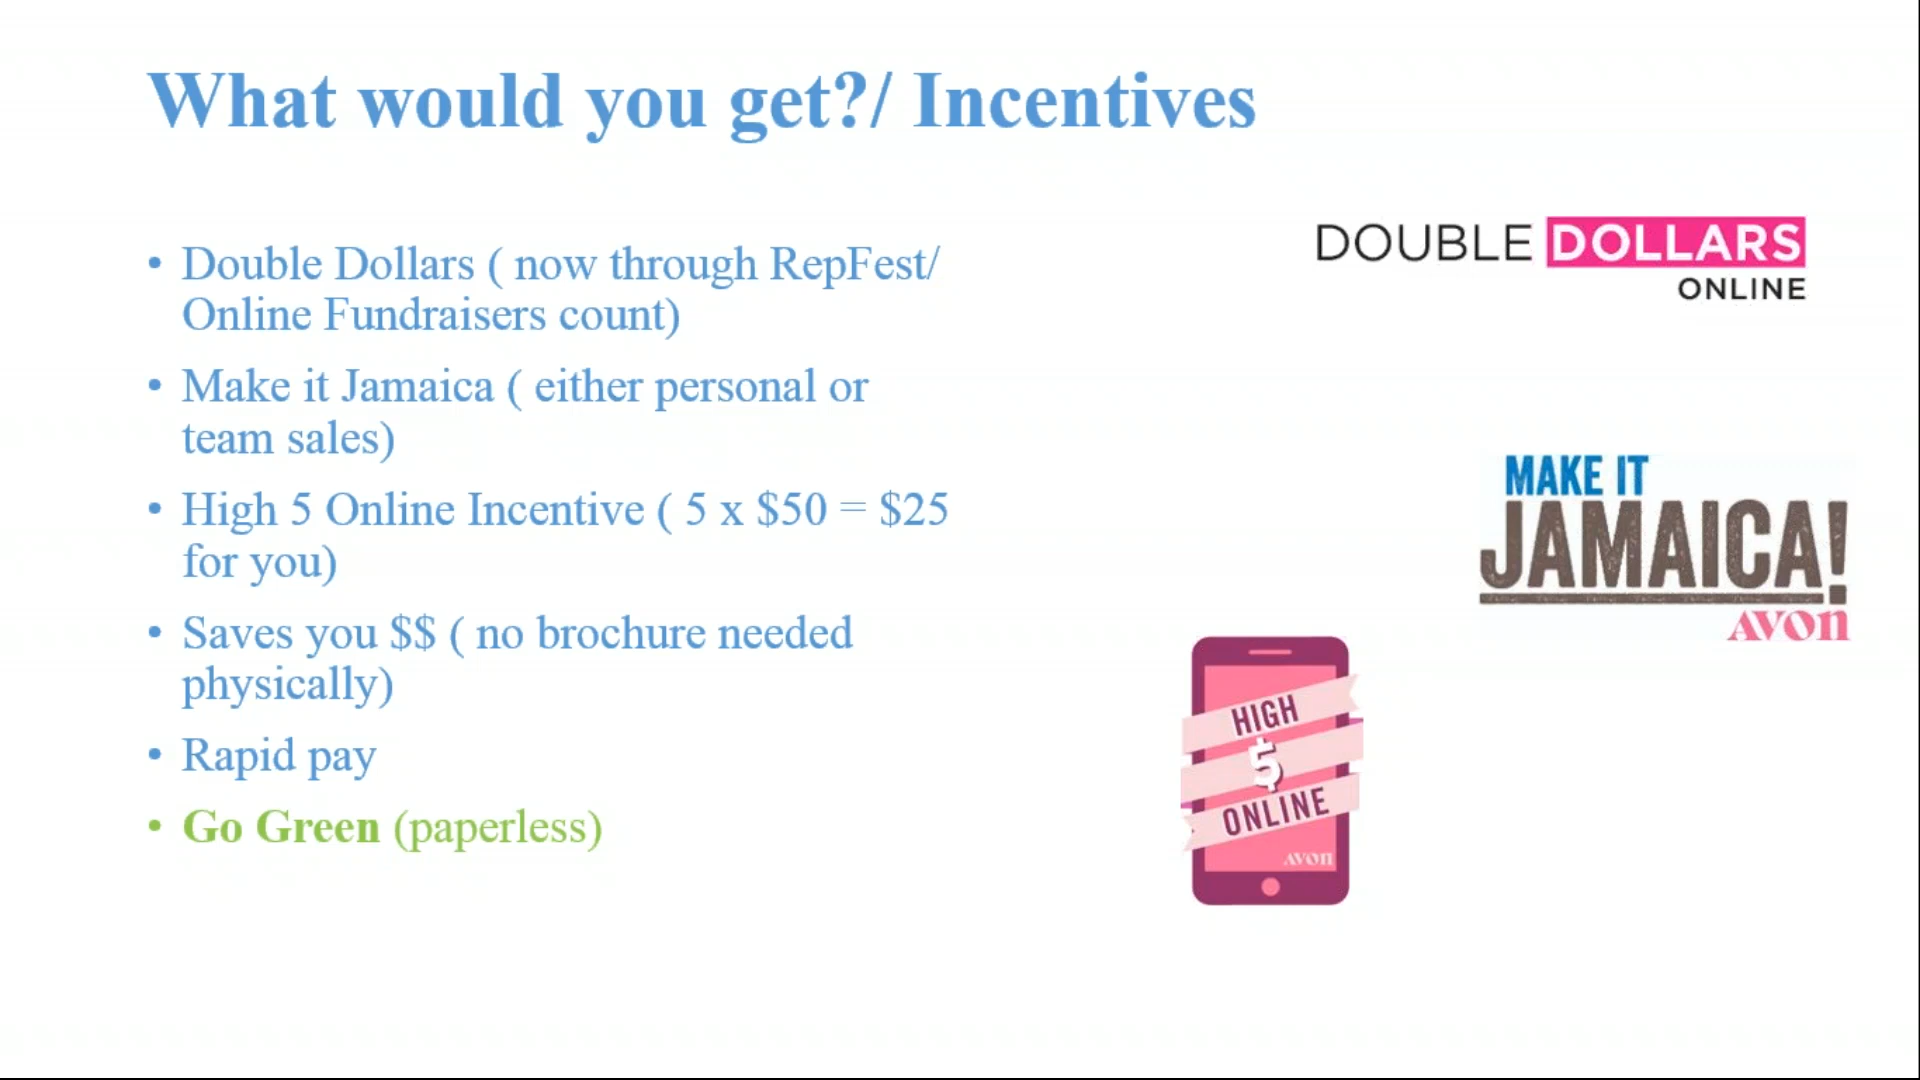 What would you get?/ Incentives
• Double Dollars ( now through RepFest/
Online Fundraisers count)
• Make it Jamaica ( either personal or
team sales)
• High 5 Online Incentive ( 5 x $50 = $25
for you)
• Saves you $$ ( no brochure needed
physically)
• Rapid pay
• Go Green (paperless)
DOUBLE DOLLARS
ONLINE
MAKE IT
JAMAICA!
AVON
HIGH
5
ONLINE
AVON